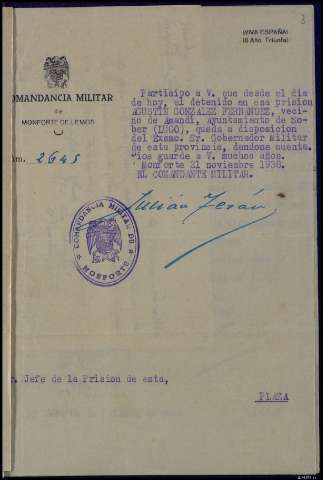 3
¡VIVA ESPAÑA!
III Año Triunfal
COMANDANCIA MILITAR
de
MONFORTE DE LEMOS
Núm. 2645
Participo a V. que desde el dia
de hoy, el detenido en esa prision
AGUSTIN GONZALEZ FERNANDEZ, veci-
no de Amandi, ayuntamiento de So-
ber (LUGO), queda a disposicion
del Excmo. Sr. Gobernador Militar
de esta provincia, dandome cuenta.
Dios guarde a V. muchos años.
Monforte 21 noviembre 1938.
EL COMANDANTE MILITAR.
Julian Terán
COMANDANCIA MILITAR DE
MONFORTE
Sr. Jefe de la Prision de esta,
PLAZA